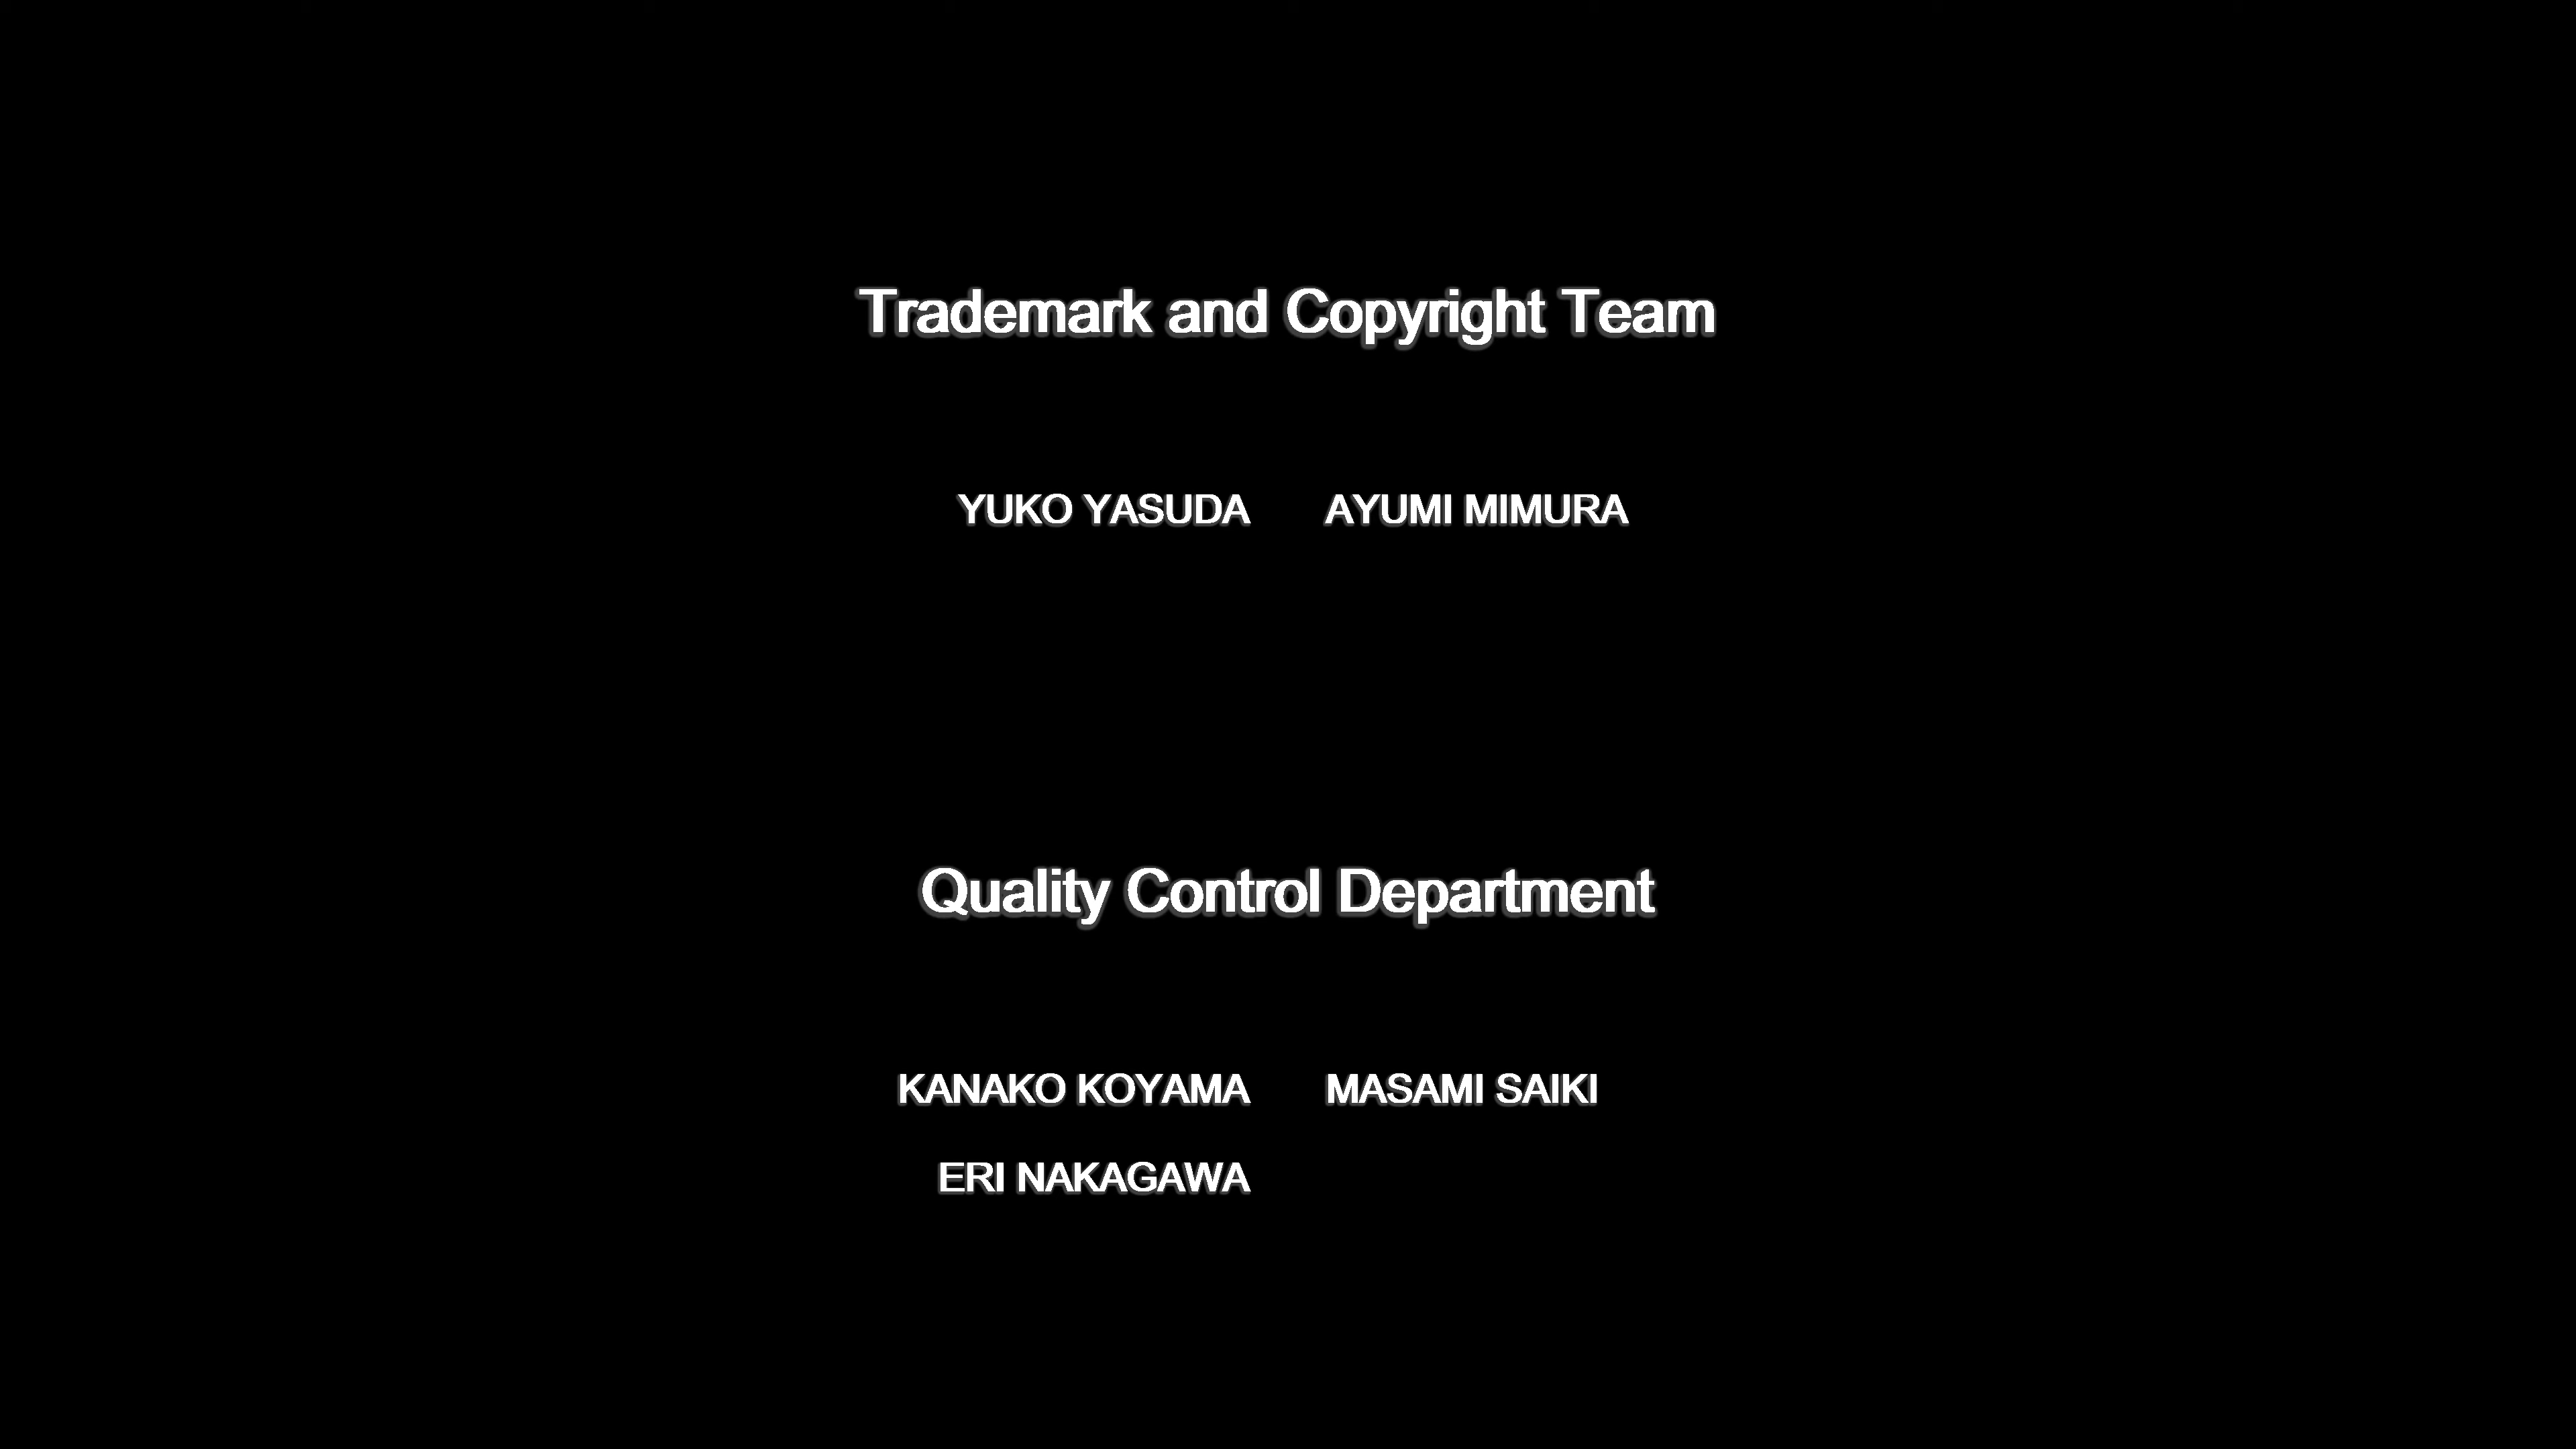 Trademark and Copyright Team
YUKO YASUDA AYUMI MIMURA
Quality Control Department
KANAKO KOYAMA MASAMI SAIKI
ERI NAKAGAWA